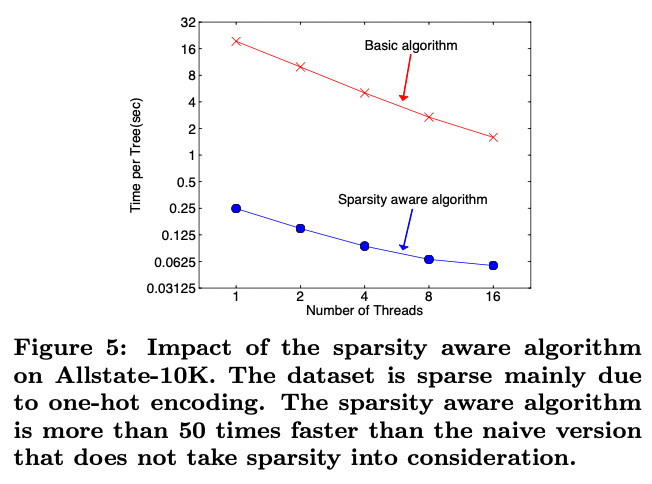 32
16
8
4
2
1
0.5
0.25
0.125
0.0625
0.03125
Time per Tree(sec)
Basic algorithm
Sparsity aware algorithm
1 2 4 8 16
Number of Threads
Figure 5: Impact of the sparsity aware algorithm
on Allstate-10K. The dataset is sparse mainly due
to one-hot encoding. The sparsity aware algorithm
is more than 50 times faster than the naive version
that does not take sparsity into consideration.